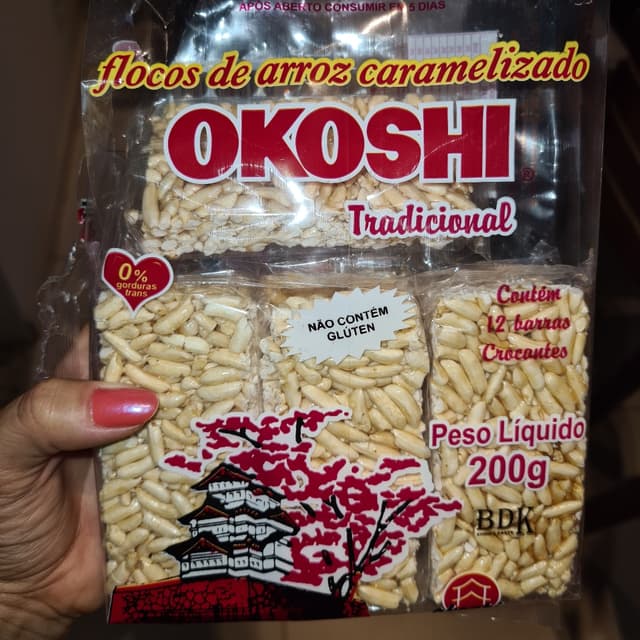 APÓS ABERTO CONSUMIR EM 5 DIAS
flocos de arroz caramelizado
OKOSHI®
Tradicional
0%
gorduras
trans
NÃO CONTÉM
GLÚTEN
Contém
12 barras
Crocantes
Peso Líquido
200g
BDK